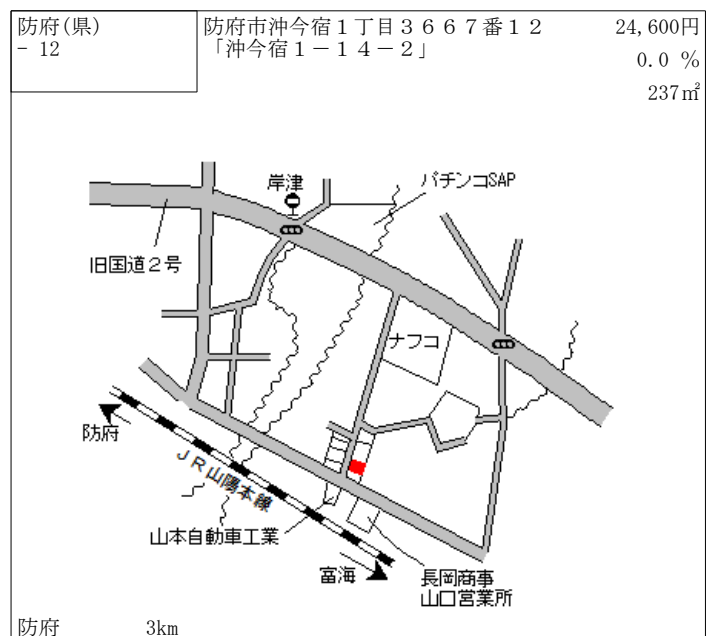 防府(県)
- 12
防府市沖今宿１丁目３６６７番１２
「沖今宿１－１４－２」
24,600円
0.0 %
237㎡
岸津
パチンコSAP
旧国道２号
ナフコ
防府
ＪＲ山陽本線
山本自動車工業
富海
長岡商事
山口営業所
防府 3km